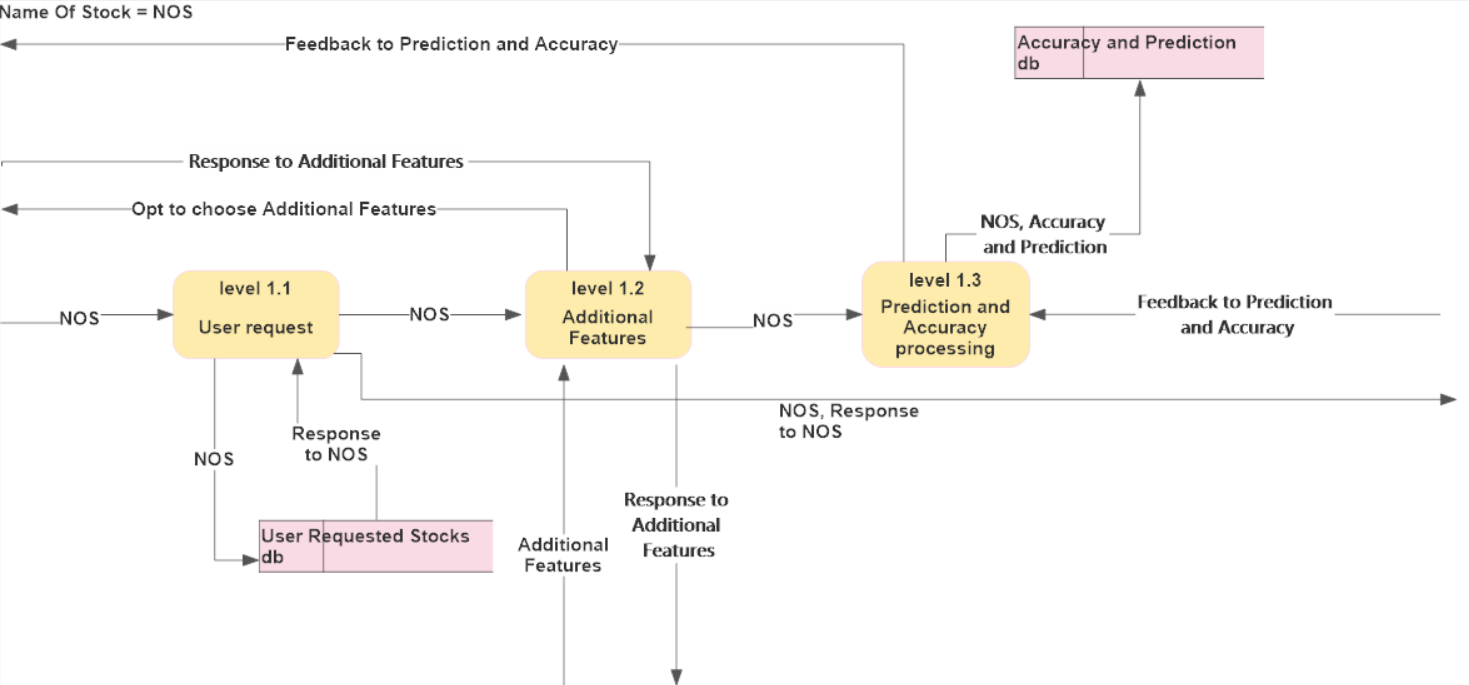 Name Of Stock = NOS
Feedback to Prediction and Accuracy
Accuracy and Prediction
db
Response to Additional Features
Opt to choose Additional Features
NOS, Accuracy
and Prediction
level 1.1
User request
level 1.2
Additional
Features
level 1.3
Prediction and
Accuracy
processing
NOS
NOS
NOS
Feedback to Prediction
and Accuracy
NOS, Response
to NOS
Response
to NOS
NOS
User Requested Stocks
db
Additional
Features
Response to
Additional
Features